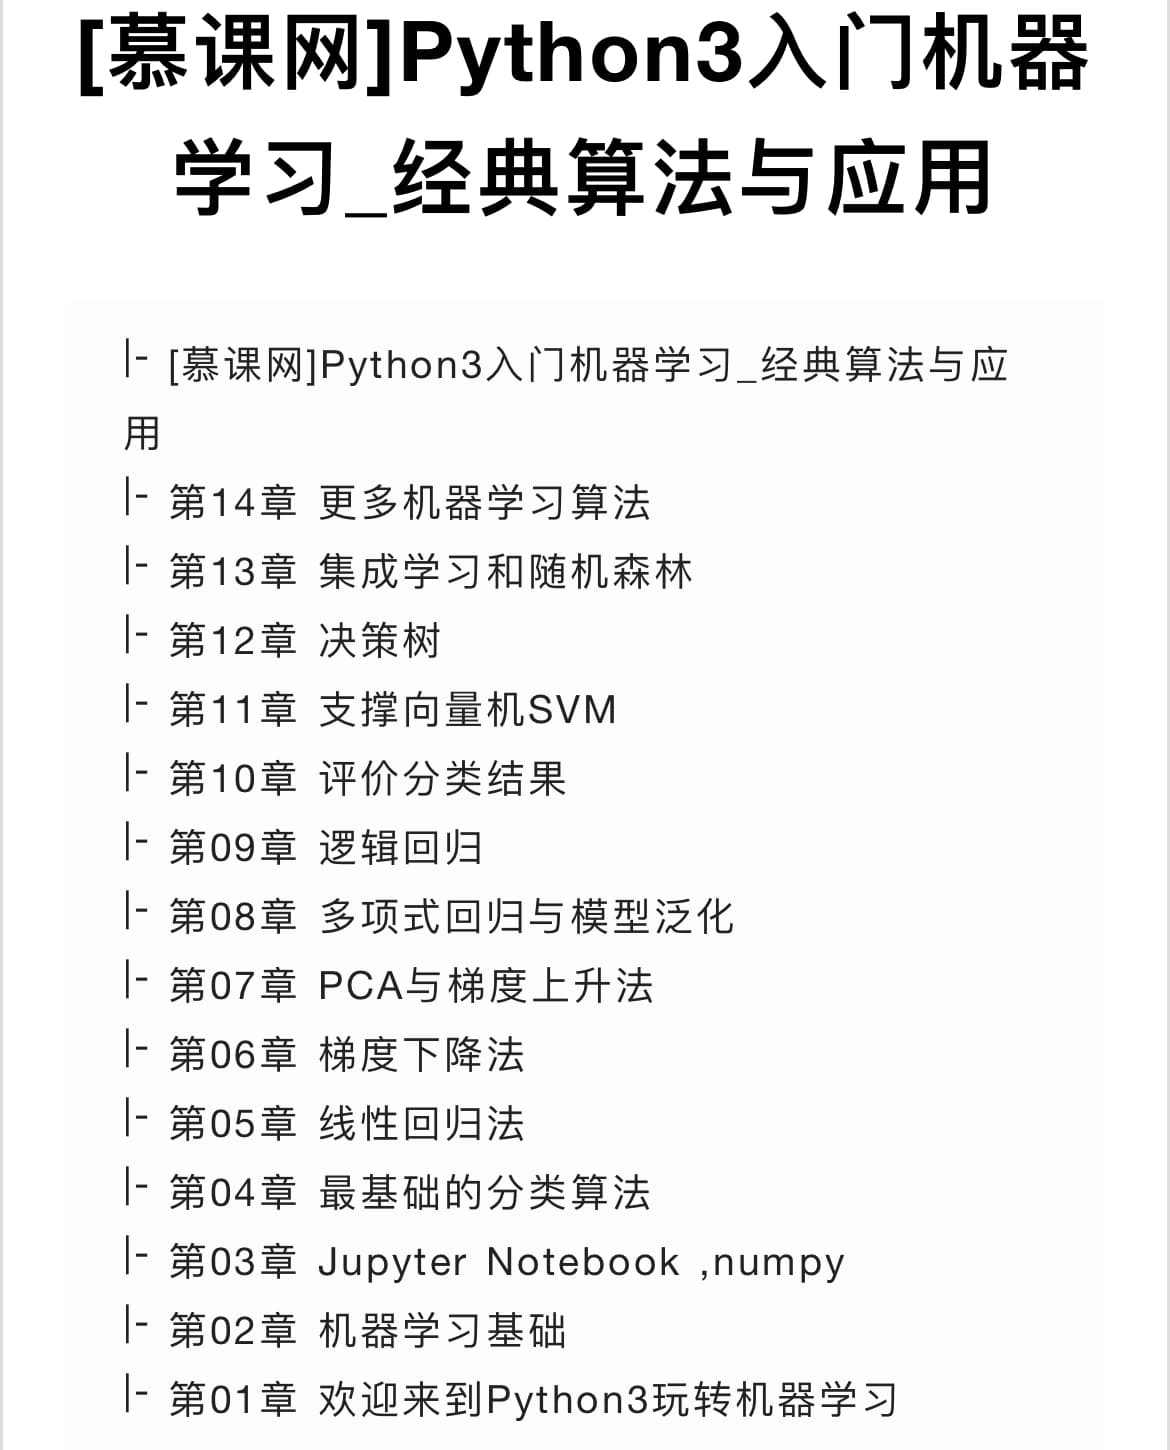 [慕课网]Python3入门机器
学习_经典算法与应用
|- [慕课网]Python3入门机器学习_经典算法与应
用
|- 第14章 更多机器学习算法
|- 第13章 集成学习和随机森林
|- 第12章 决策树
|- 第11章 支撑向量机SVM
|- 第10章 评价分类结果
|- 第09章 逻辑回归
|- 第08章 多项式回归与模型泛化
|- 第07章 PCA与梯度上升法
|- 第06章 梯度下降法
|- 第05章 线性回归法
|- 第04章 最基础的分类算法
|- 第03章 Jupyter Notebook ,numpy
|- 第02章 机器学习基础
|- 第01章 欢迎来到Python3玩转机器学习